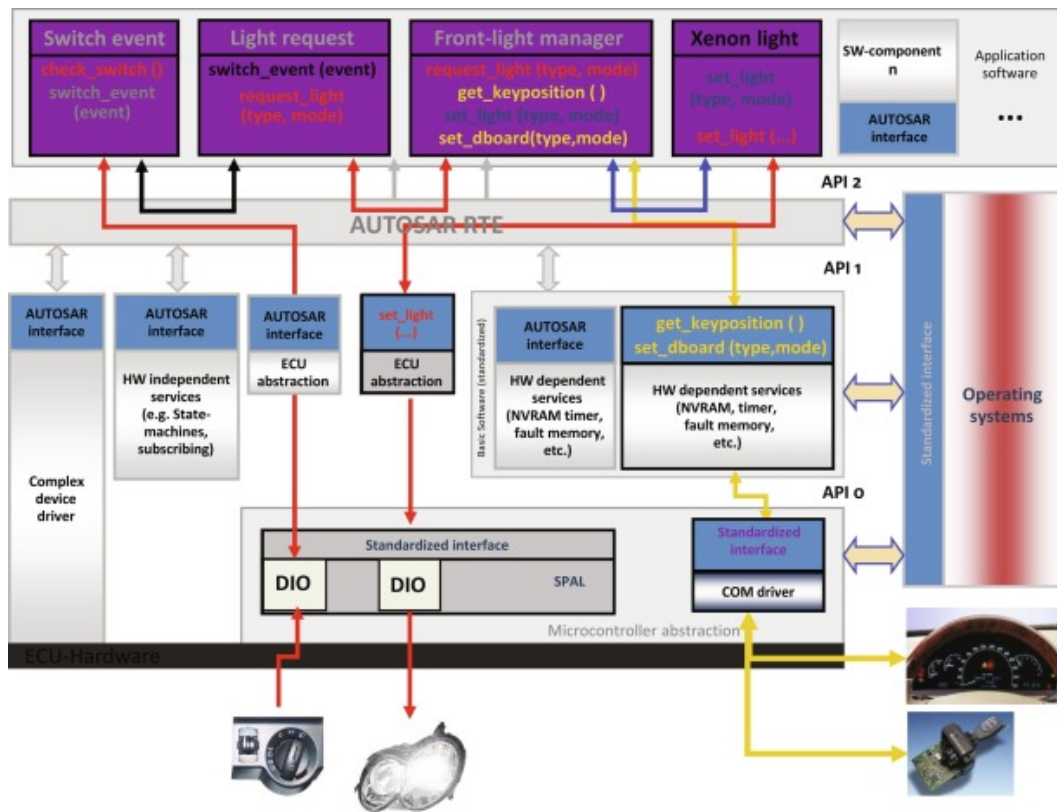 Switch event
check_switch ()
switch_event
(event)
Light request
switch_event (event)
request_light
(type, mode)
Front-light manager
request_light (type, mode)
get_keyposition ( )
set_light (type, mode)
set_dboard(type,mode)
Xenon light
set_light
(type, mode)
set_light (...)
SW-component
n
AUTOSAR
interface
Application
software
...
API 2
AUTOSAR RTE
API 1
AUTOSAR
interface
Complex
device
driver
AUTOSAR
interface
HW independent
services
(e.g. State-
machines,
subscribing)
AUTOSAR
interface
ECU
abstraction
set_light
(...)
ECU
abstraction
Basic Software (standardized)
AUTOSAR
interface
HW dependent
services
(NVRAM timer,
fault memory,
etc.)
get_keyposition ( )
set_dboard (type,mode)
HW dependent services
(NVRAM, timer,
fault memory,
etc.)
Standardized interface
Operating
systems
API 0
Standardized interface
DIO
DIO
SPAL
Standardized
interface
COM driver
Microcontroller abstraction
ECU-Hardware